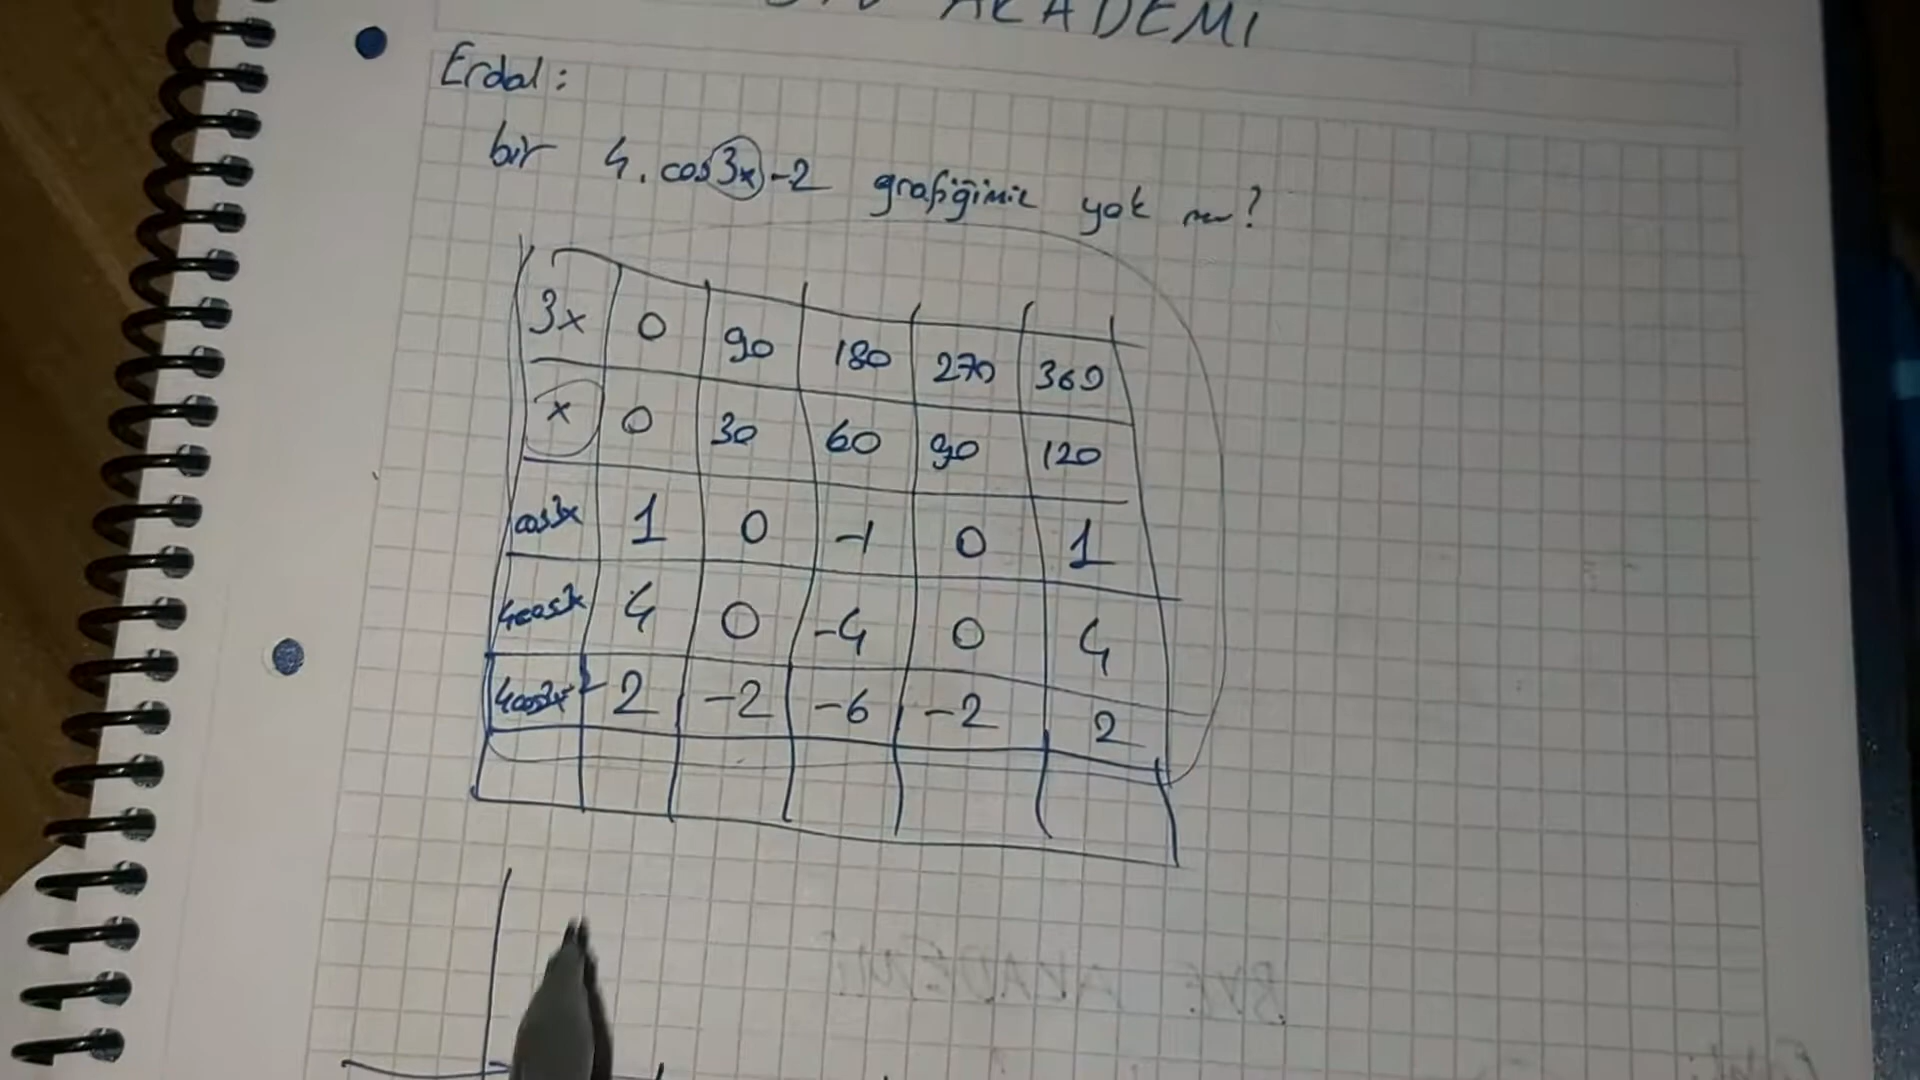 AKADEMİ
Erdal:
bir 4.cos3x-2 grafiğimiz yok mu?
3x 0 90 180 270 360
x 0 30 60 90 120
cos3x 1 0 -1 0 1
4cos3x 4 0 -4 0 4
4cos3x-2 2 -2 -6 -2 2